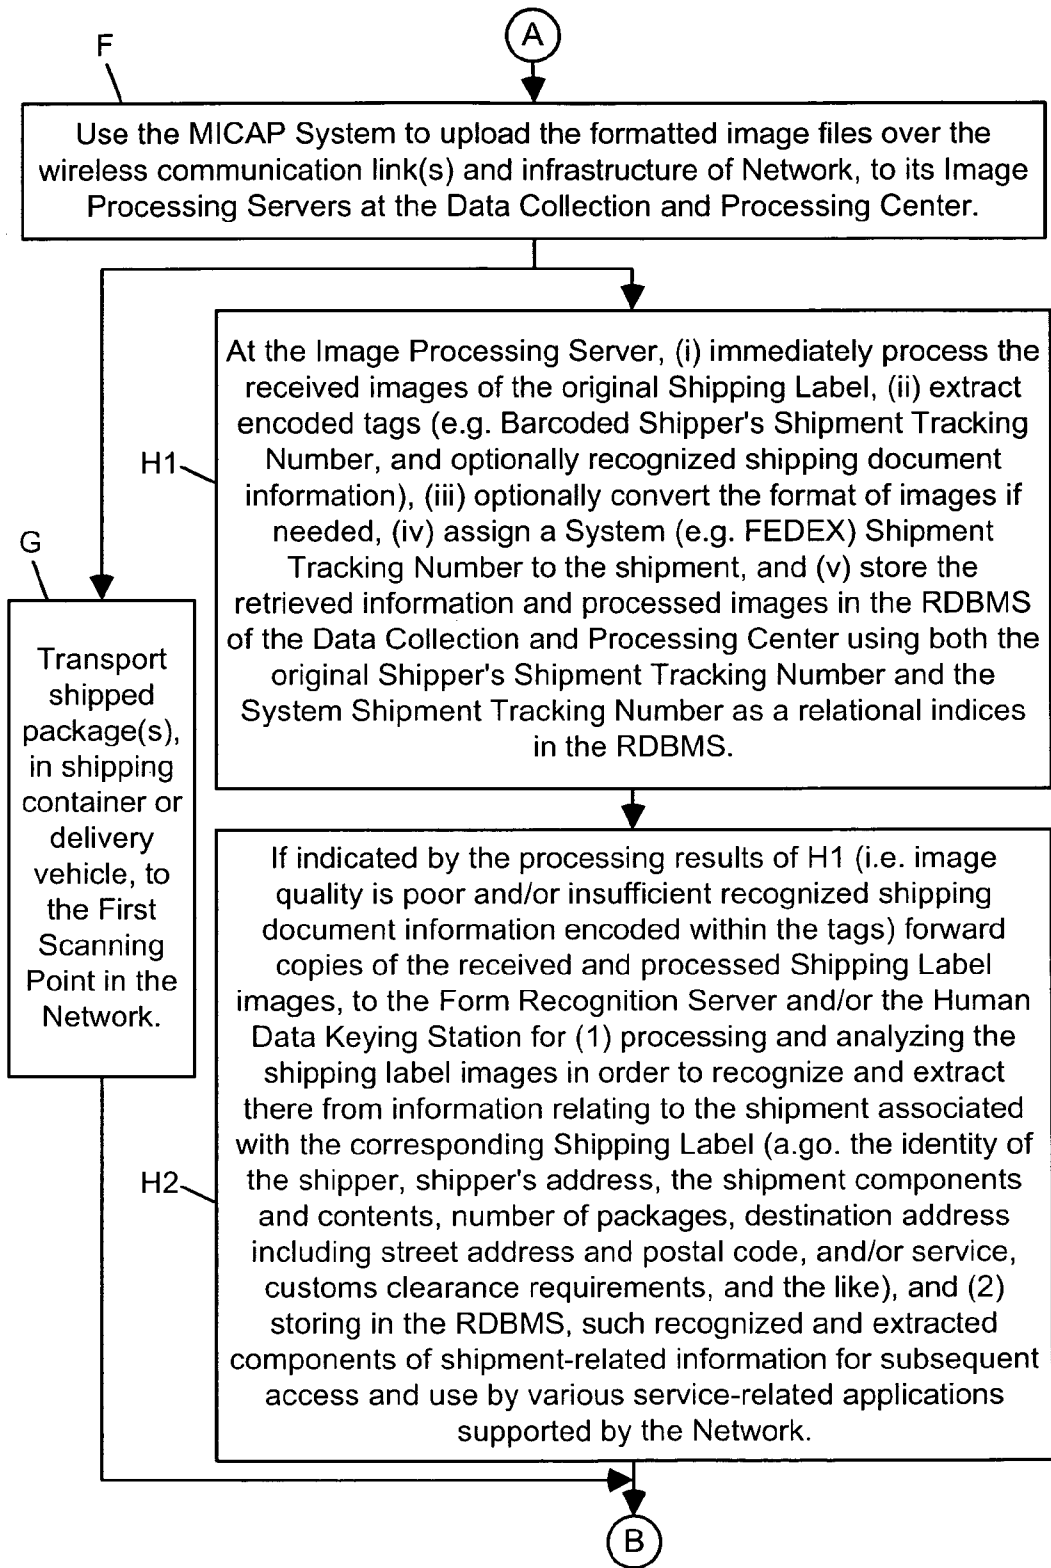 A
F
Use the MICAP System to upload the formatted image files over the
wireless communication link(s) and infrastructure of Network, to its Image
Processing Servers at the Data Collection and Processing Center.
H1
At the Image Processing Server, (i) immediately process the
received images of the original Shipping Label, (ii) extract
encoded tags (e.g. Barcoded Shipper's Shipment Tracking
Number, and optionally recognized shipping document
information), (iii) optionally convert the format of images if
needed, (iv) assign a System (e.g. FEDEX) Shipment
Tracking Number to the shipment, and (v) store the
retrieved information and processed images in the RDBMS
of the Data Collection and Processing Center using both the
original Shipper's Shipment Tracking Number and the
System Shipment Tracking Number as a relational indices
in the RDBMS.
G
Transport
shipped
package(s),
in shipping
container or
delivery
vehicle, to
the First
Scanning
Point in the
Network.
H2
If indicated by the processing results of H1 (i.e. image
quality is poor and/or insufficient recognized shipping
document information encoded within the tags) forward
copies of the received and processed Shipping Label
images, to the Form Recognition Server and/or the Human
Data Keying Station for (1) processing and analyzing the
shipping label images in order to recognize and extract
there from information relating to the shipment associated
with the corresponding Shipping Label (a.go. the identity of
the shipper, shipper's address, the shipment components
and contents, number of packages, destination address
including street address and postal code, and/or service,
customs clearance requirements, and the like), and (2)
storing in the RDBMS, such recognized and extracted
components of shipment-related information for subsequent
access and use by various service-related applications
supported by the Network.
B